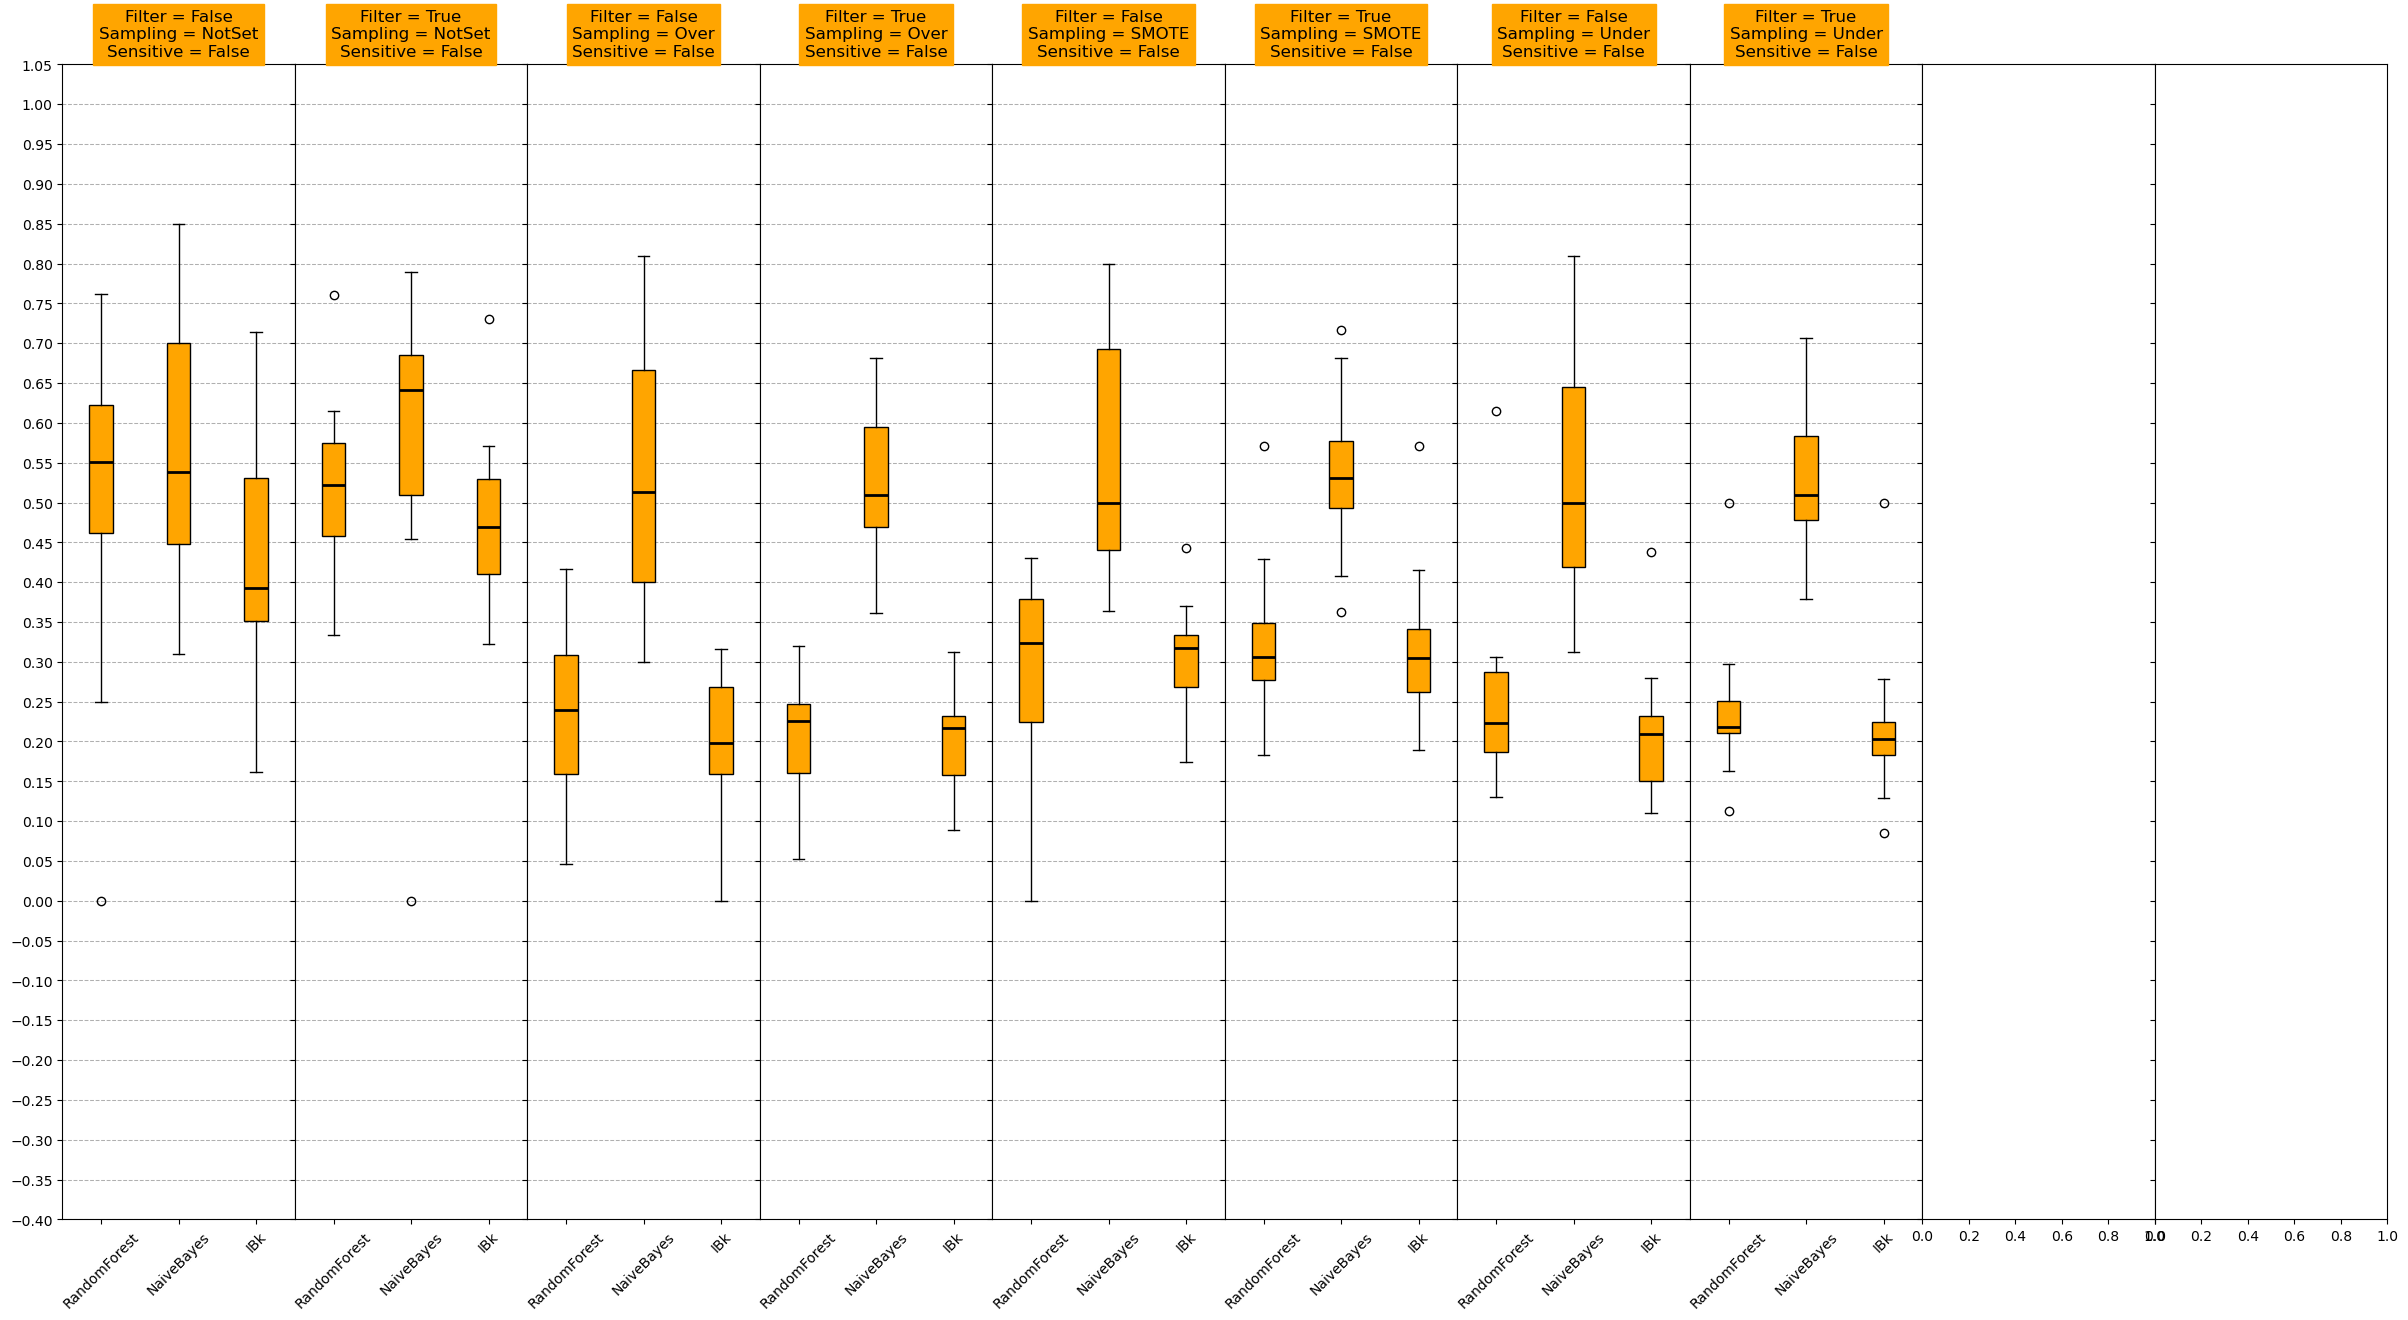 Filter = False
Sampling = NotSet
Sensitive = False
Filter = True
Sampling = NotSet
Sensitive = False
Filter = False
Sampling = Over
Sensitive = False
Filter = True
Sampling = Over
Sensitive = False
Filter = False
Sampling = SMOTE
Sensitive = False
Filter = True
Sampling = SMOTE
Sensitive = False
Filter = False
Sampling = Under
Sensitive = False
Filter = True
Sampling = Under
Sensitive = False
1.05
1.00
0.95
0.90
0.85
0.80
0.75
0.70
0.65
0.60
0.55
0.50
0.45
0.40
0.35
0.30
0.25
0.20
0.15
0.10
0.05
0.00
−0.05
−0.10
−0.15
−0.20
−0.25
−0.30
−0.35
−0.40
RandomForest
NaiveBayes
IBk
RandomForest
NaiveBayes
IBk
RandomForest
NaiveBayes
IBk
RandomForest
NaiveBayes
IBk
RandomForest
NaiveBayes
IBk
RandomForest
NaiveBayes
IBk
RandomForest
NaiveBayes
IBk
RandomForest
NaiveBayes
IBk
0.0 0.2 0.4 0.6 0.8 1.0
0.0 0.2 0.4 0.6 0.8 1.0